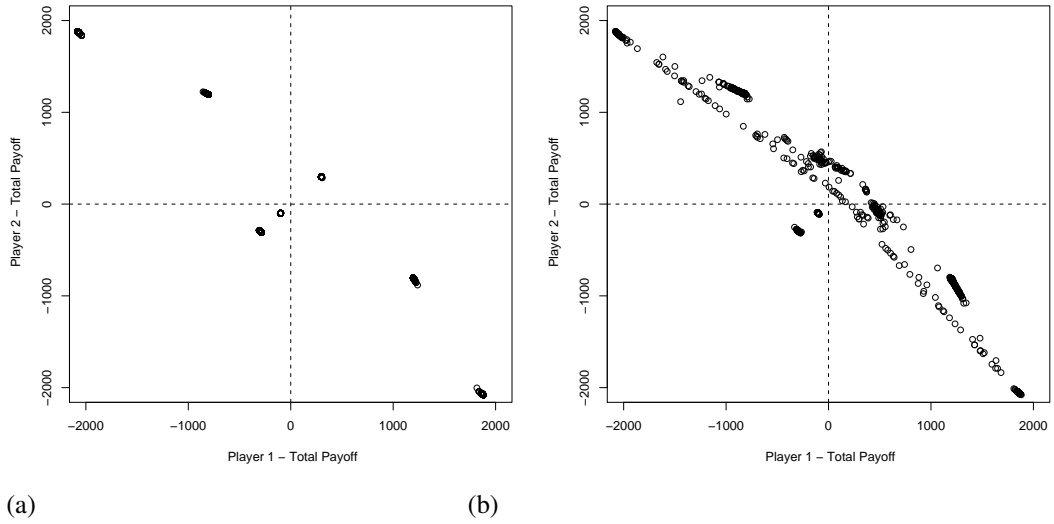 2000
1000
0
−1000
−2000
Player 2 − Total Payoff
−2000 −1000 0 1000 2000
Player 1 − Total Payoff
(a)
2000
1000
0
−1000
−2000
Player 2 − Total Payoff
−2000 −1000 0 1000 2000
Player 1 − Total Payoff
(b)